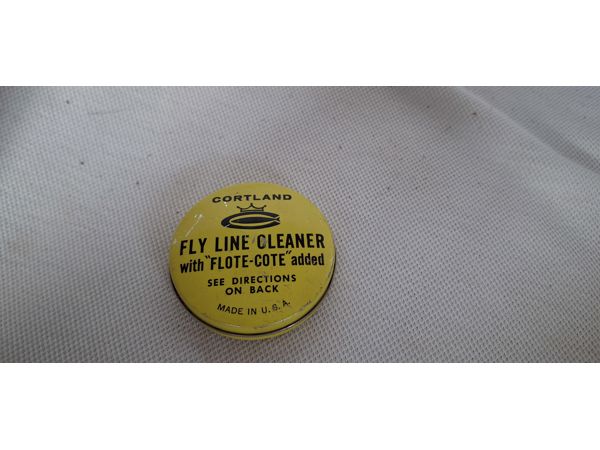 CORTLAND
FLY LINE CLEANER
with "FLOTE-COTE" added
SEE DIRECTIONS
ON BACK
MADE IN U.S.A.